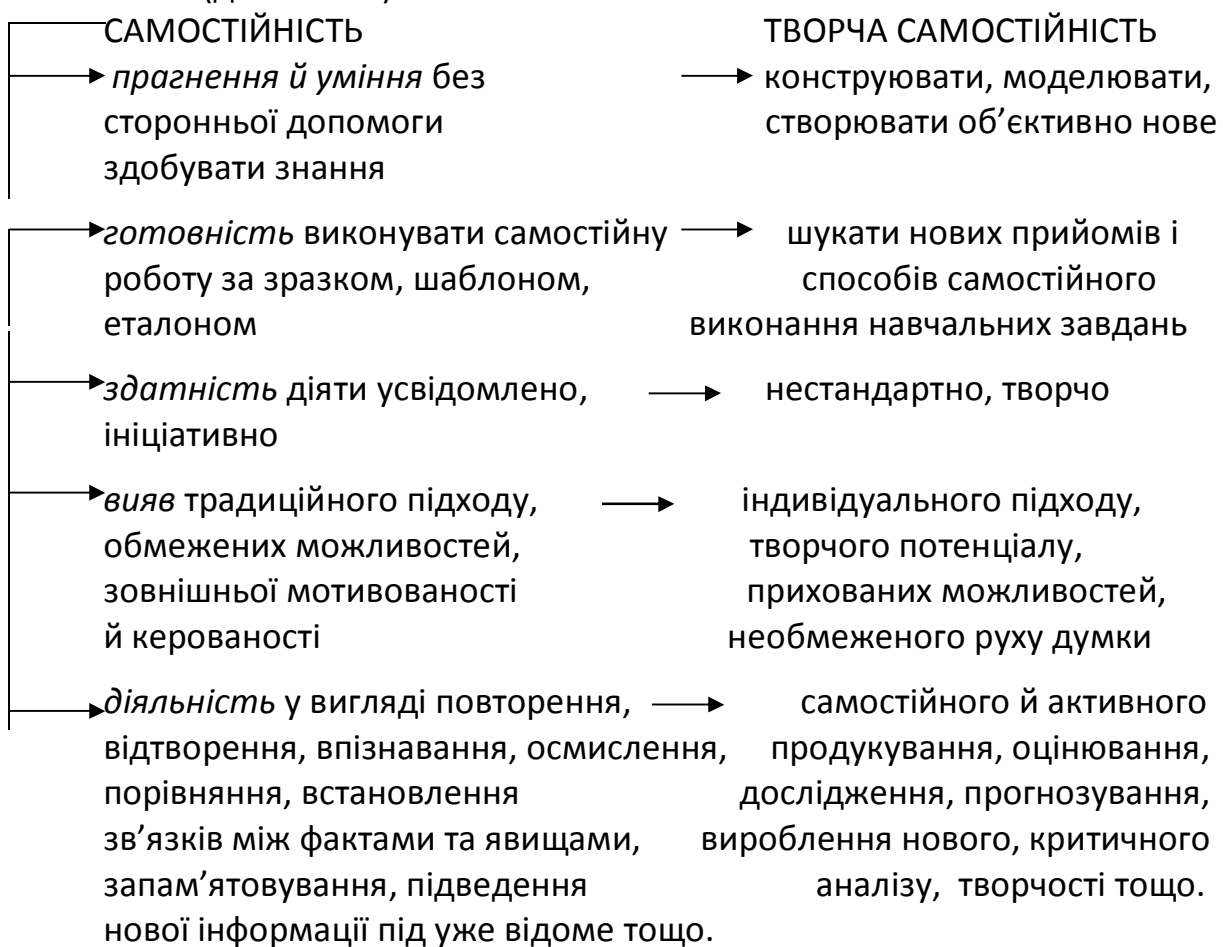 САМОСТІЙНІСТЬ ТВОРЧА САМОСТІЙНІСТЬ
прагнення й уміння без конструювати, моделювати,
сторонньої допомоги створювати об’єктивно нове
здобувати знання
готовність виконувати самостійну шукати нових прийомів і
роботу за зразком, шаблоном, способів самостійного
еталоном виконання навчальних завдань
здатність діяти усвідомлено, нестандартно, творчо
ініціативно
вияв традиційного підходу, індивідуального підходу,
обмежених можливостей, творчого потенціалу,
зовнішньої мотивованості прихованих можливостей,
й керованості необмеженого руху думки
діяльність у вигляді повторення, самостійного й активного
відтворення, впізнавання, осмислення, продукування, оцінювання,
порівняння, встановлення дослідження, прогнозування,
зв’язків між фактами та явищами, вироблення нового, критичного
запам’ятовування, підведення аналізу, творчості тощо.
нової інформації під уже відоме тощо.